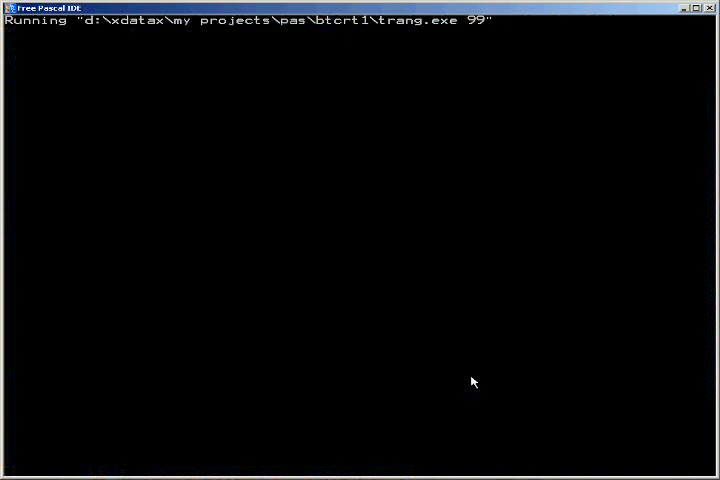 Free Pascal IDE
Running "d:\xdatax\my projects\pas\btcrt1\trang.exe 99"